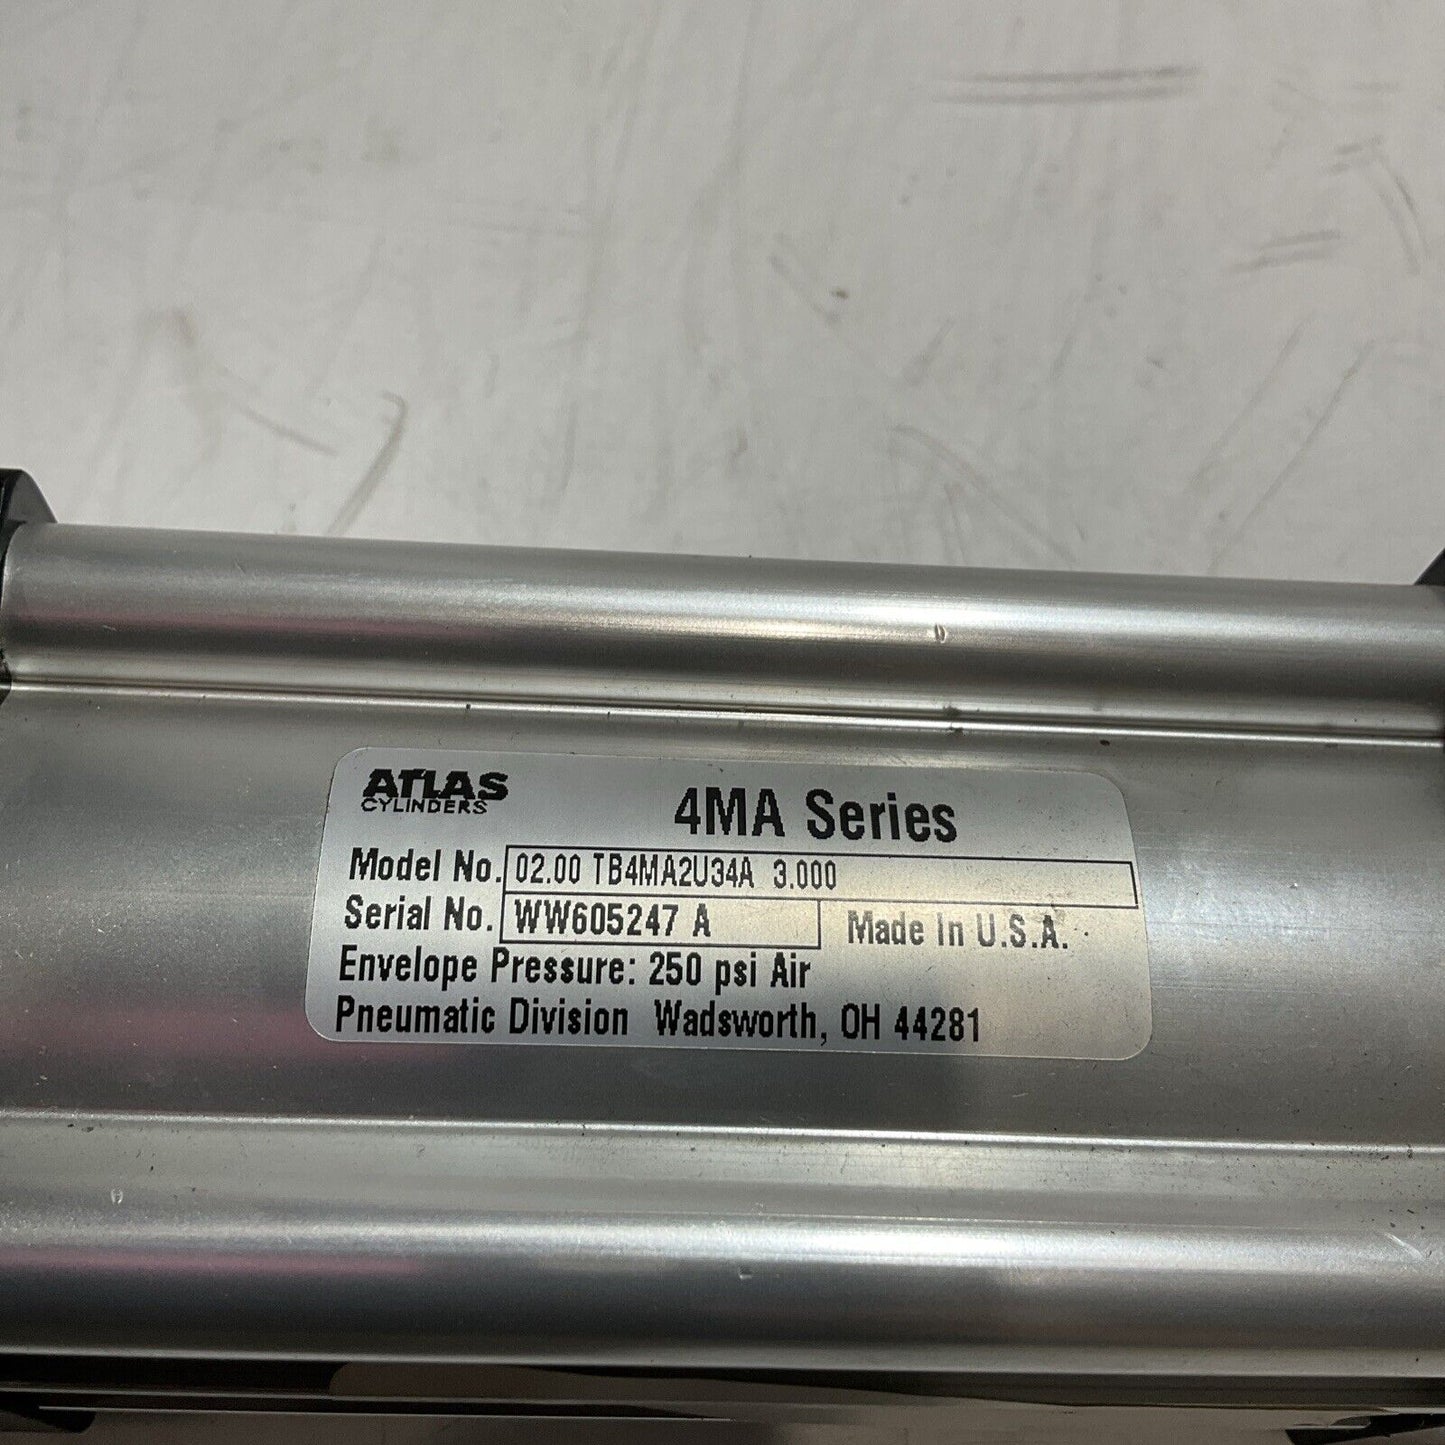 ATLAS
CYLINDERS
4MA Series
Model No. 02.00 TB4MA2U34A 3.000
Serial No. WW605247 A Made In U.S.A.
Envelope Pressure: 250 psi Air
Pneumatic Division Wadsworth, OH 44281